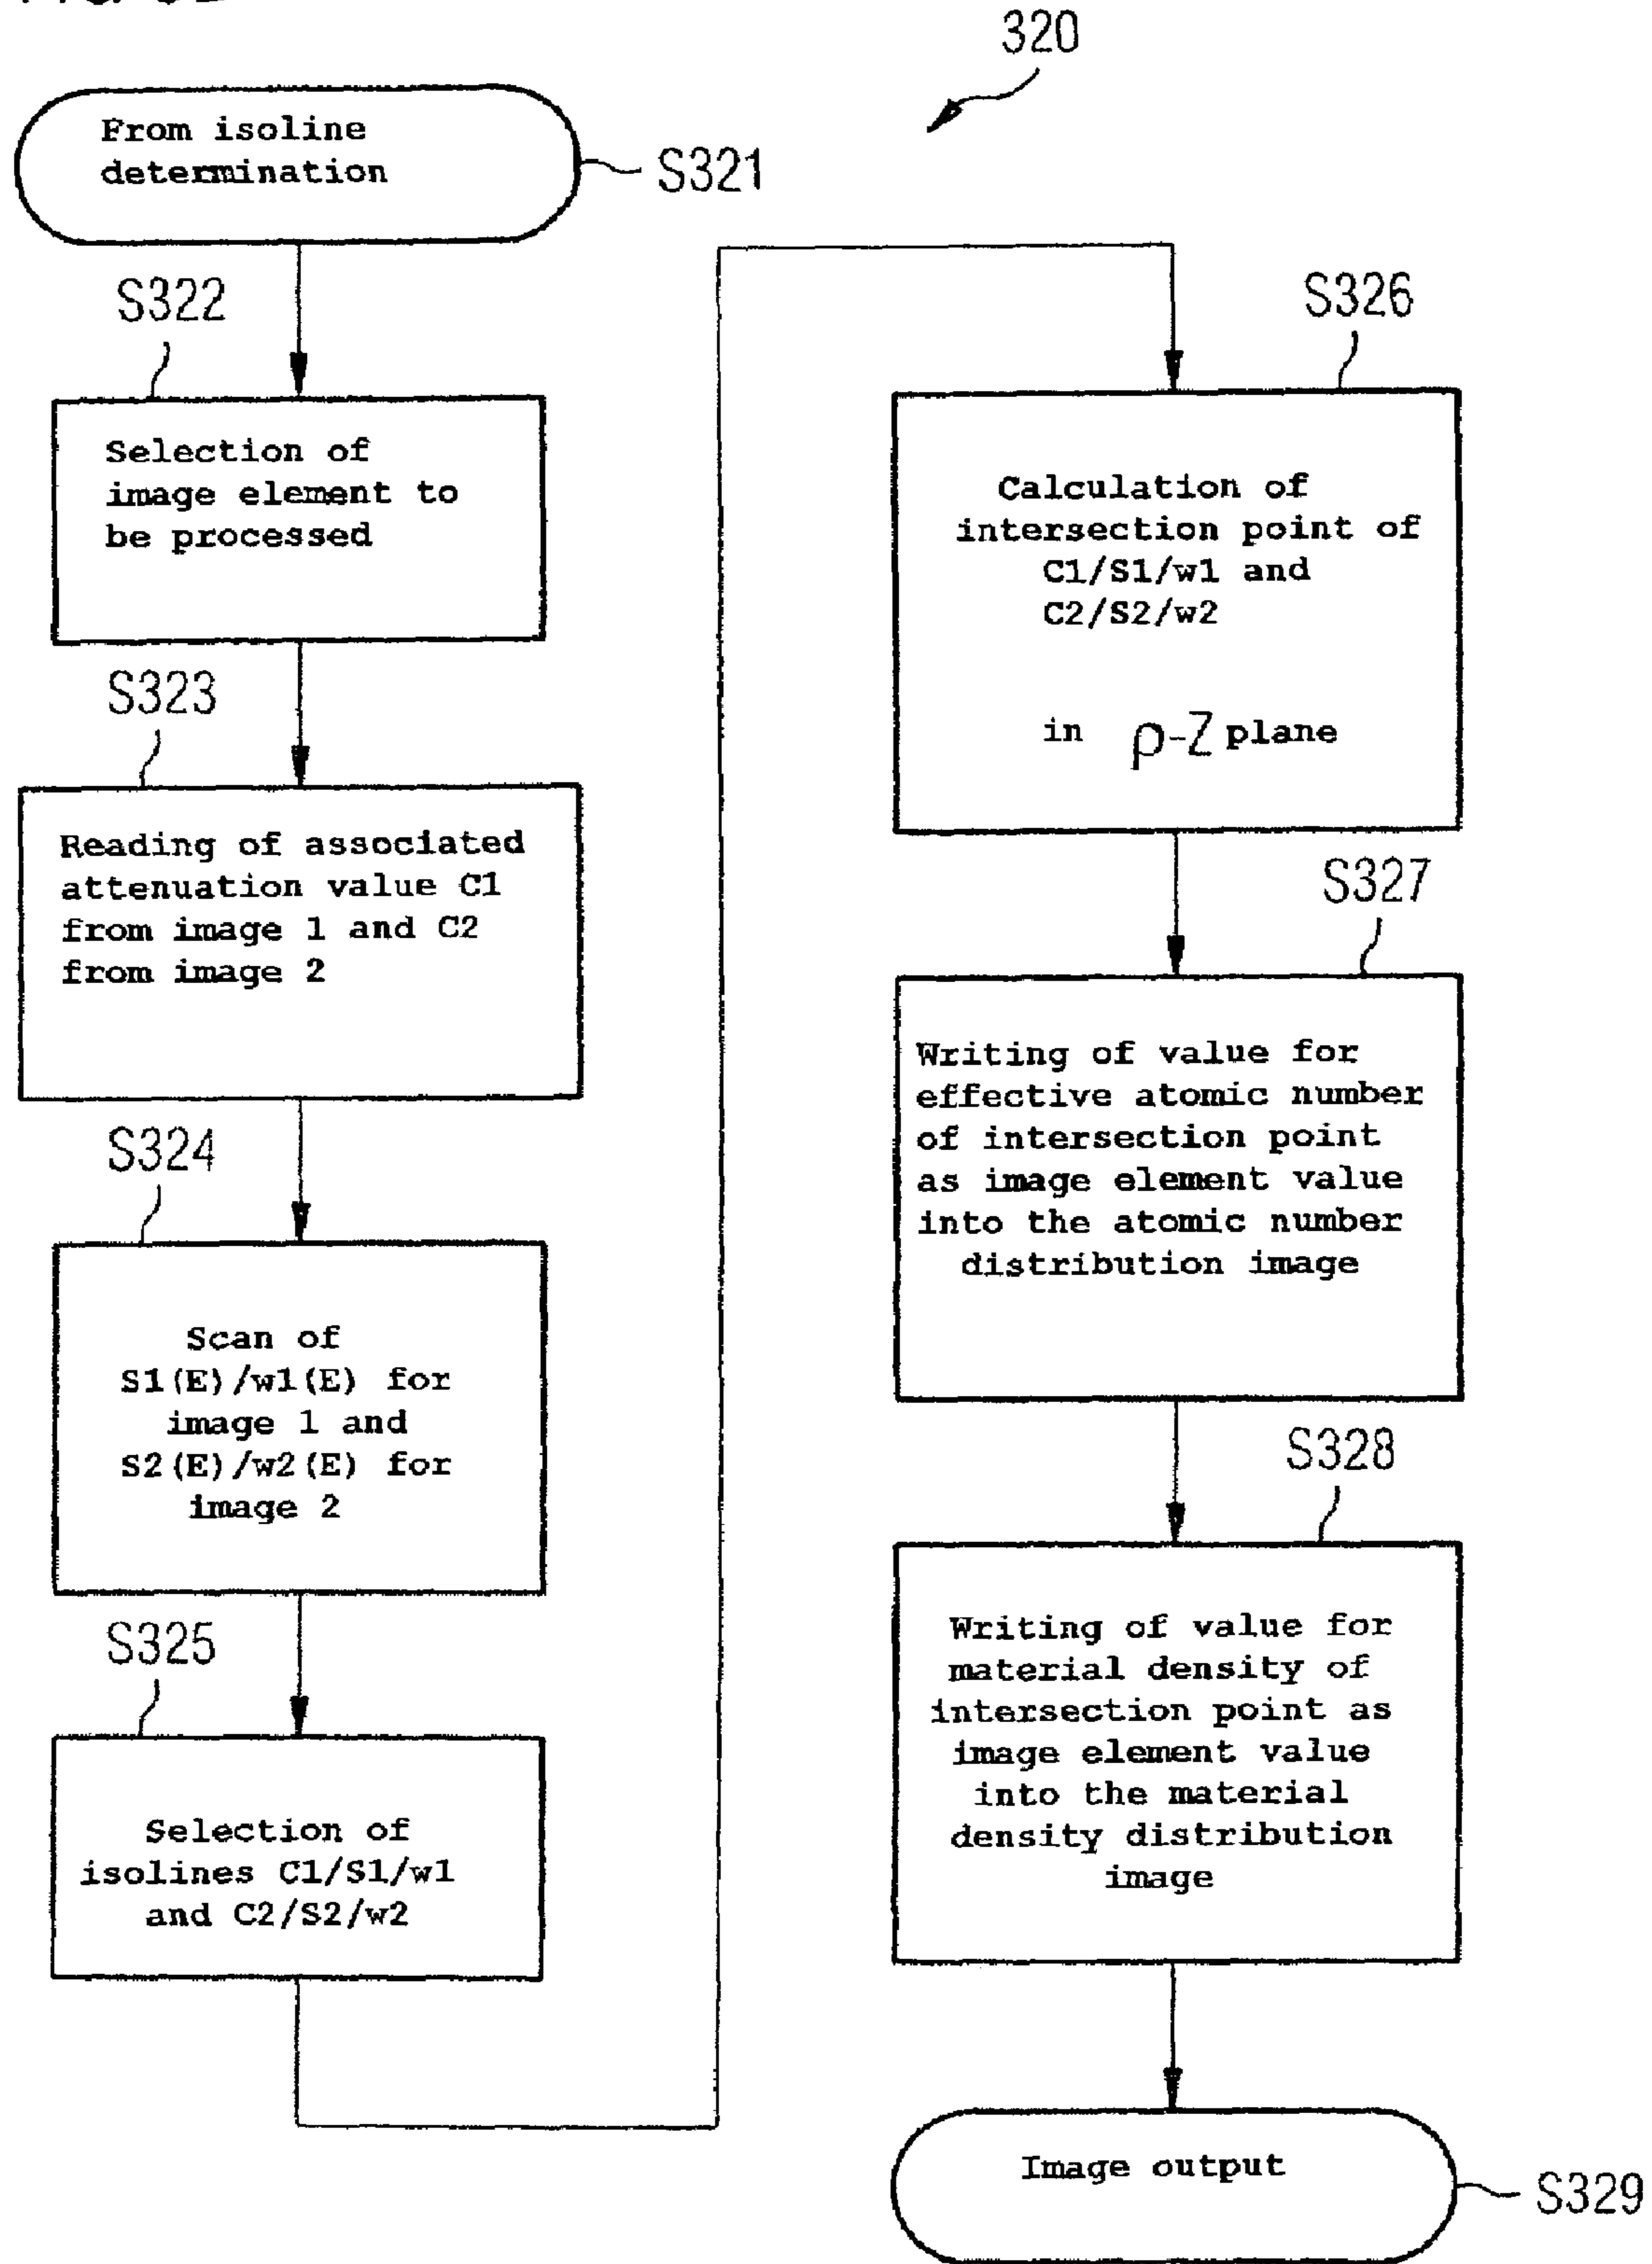 320
From isoline
determination
S321
S322
Selection of
image element to
be processed
S323
Reading of associated
attenuation value C1
from image 1 and C2
from image 2
S324
Scan of
S1(E)/w1(E) for
image 1 and
S2(E)/w2(E) for
image 2
S325
Selection of
isolines C1/S1/w1
and C2/S2/w2
S326
Calculation of
intersection point of
C1/S1/w1 and
C2/S2/w2
in ρ-Z plane
S327
Writing of value for
effective atomic number
of intersection point
as image element value
into the atomic number
distribution image
S328
Writing of value for
material density of
intersection point as
image element value
into the material
density distribution
image
Image output
S329